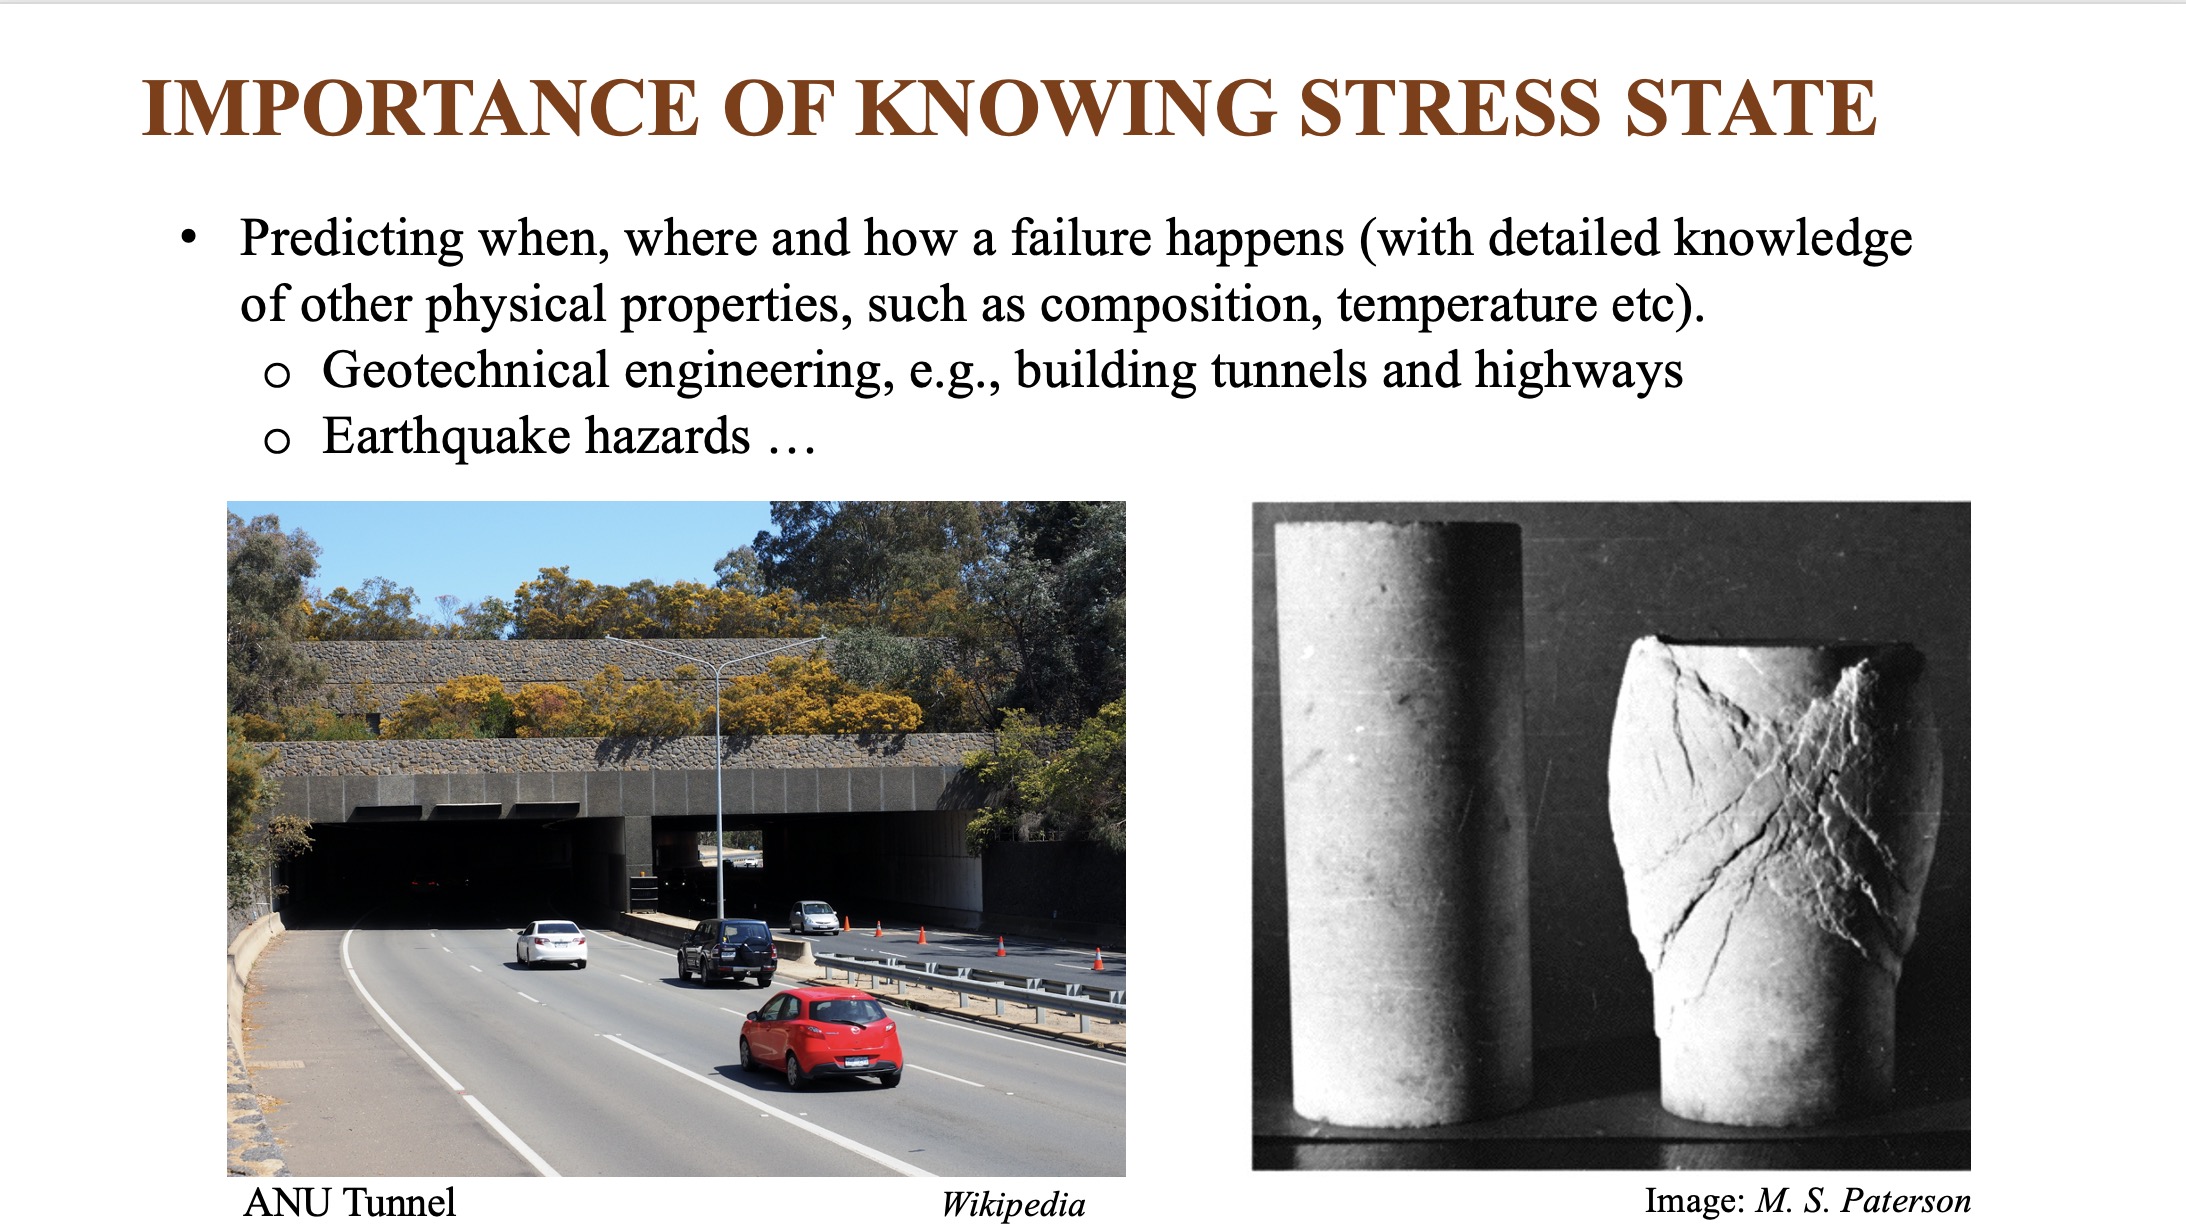 IMPORTANCE OF KNOWING STRESS STATE
• Predicting when, where and how a failure happens (with detailed knowledge
of other physical properties, such as composition, temperature etc).
o Geotechnical engineering, e.g., building tunnels and highways
o Earthquake hazards …
ANU Tunnel
Wikipedia
Image: M. S. Paterson